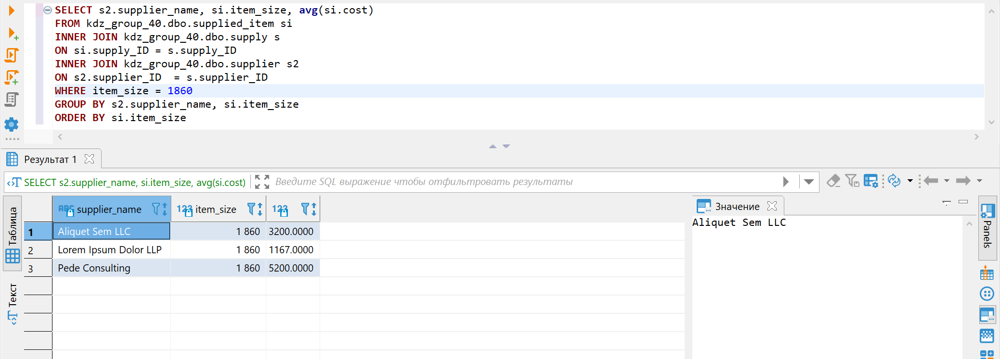 SELECT s2.supplier_name, si.item_size, avg(si.cost)
FROM kdz_group_40.dbo.supplied_item si
INNER JOIN kdz_group_40.dbo.supply s
ON si.supply_ID = s.supply_ID
INNER JOIN kdz_group_40.dbo.supplier s2
ON s2.supplier_ID  = s.supplier_ID
WHERE item_size = 1860
GROUP BY s2.supplier_name, si.item_size
ORDER BY si.item_size
Результат 1
SELECT s2.supplier_name, si.item_size, avg(si.cost)
Введите SQL выражение чтобы отфильтровать результаты
Таблица
Текст
ABC supplier_name
123 item_size
123
1 Aliquet Sem LLC 1 860 3200.0000
2 Lorem Ipsum Dolor LLP 1 860 1167.0000
3 Pede Consulting 1 860 5200.0000
Значение
Aliquet Sem LLC
Panels